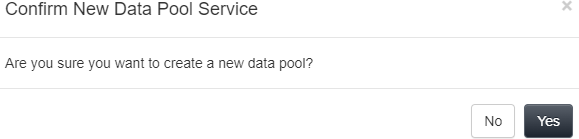 Confirm New Data Pool Service ×
Are you sure you want to create a new data pool?
No Yes